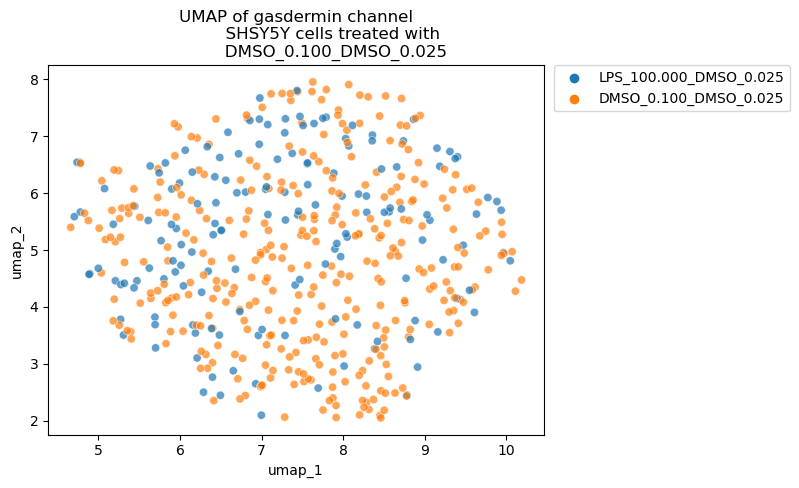 UMAP of gasdermin channel
SHSY5Y cells treated with
DMSO_0.100_DMSO_0.025
LPS_100.000_DMSO_0.025
DMSO_0.100_DMSO_0.025
8
7
6
5
4
3
2
umap_2
5
6
7
8
9
10
umap_1